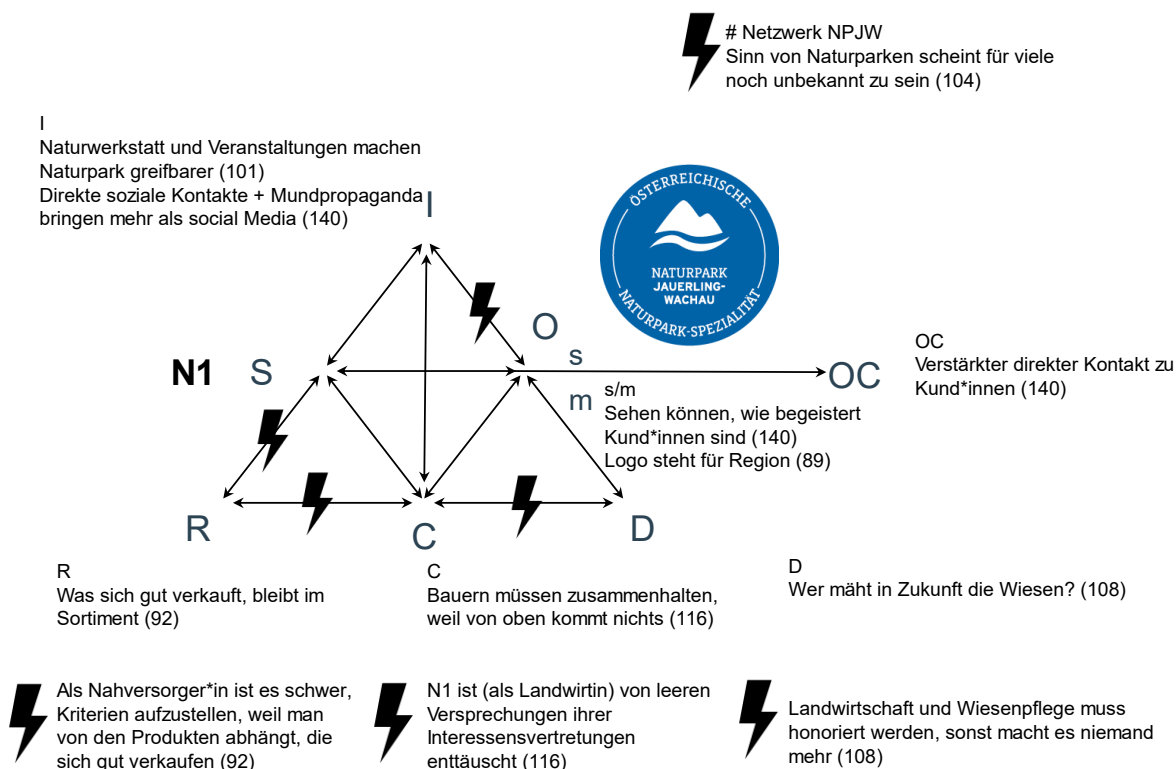 # Netzwerk NPJW
Sinn von Naturparken scheint für viele
noch unbekannt zu sein (104)
I
Naturwerkstatt und Veranstaltungen machen
Naturpark greifbarer (101)
Direkte soziale Kontakte + Mundpropaganda
bringen mehr als social Media (140)
I
ÖSTERREICHISCHE
NATURPARK
JAUERLING-
WACHAU
NATURPARK-SPEZIALITÄT
O
s
N1
S
m
OC
OC
Verstärkter direkter Kontakt zu
Kund*innen (140)
s/m
Sehen können, wie begeistert
Kund*innen sind (140)
Logo steht für Region (89)
R
C
D
R
Was sich gut verkauft, bleibt im
Sortiment (92)
C
Bauern müssen zusammenhalten,
weil von oben kommt nichts (116)
D
Wer mäht in Zukunft die Wiesen? (108)
Als Nahversorger*in ist es schwer,
Kriterien aufzustellen, weil man
von den Produkten abhängt, die
sich gut verkaufen (92)
N1 ist (als Landwirtin) von leeren
Versprechungen ihrer
Interessensvertretungen
enttäuscht (116)
Landwirtschaft und Wiesenpflege muss
honoriert werden, sonst macht es niemand
mehr (108)